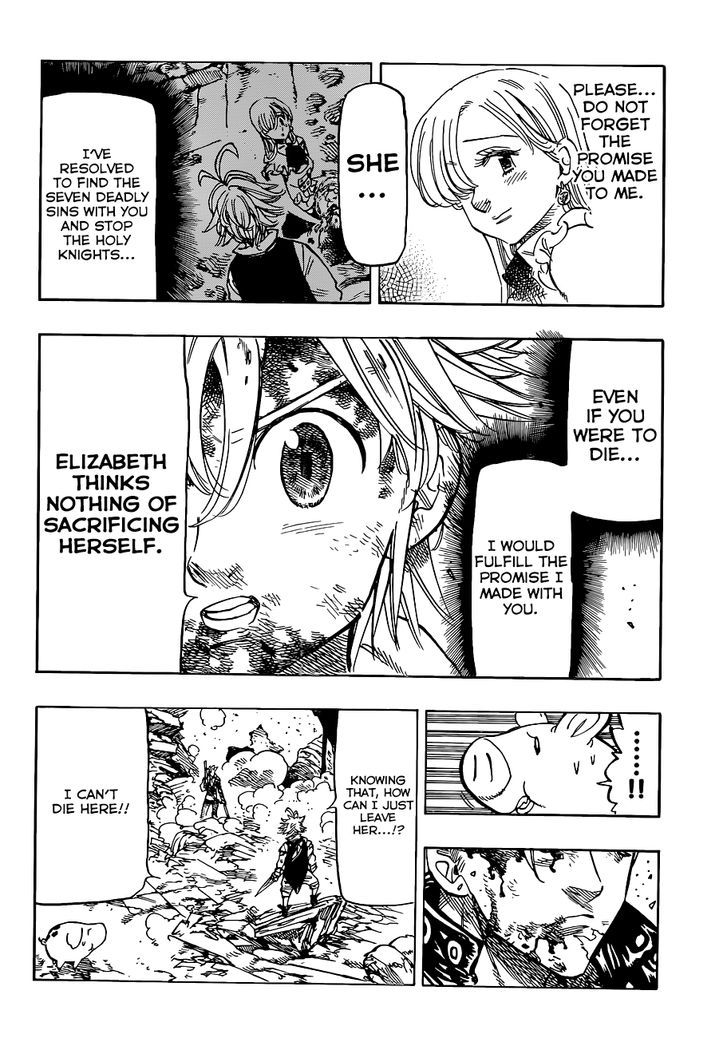 PLEASE...
DO NOT
FORGET
THE
PROMISE
YOU MADE
TO ME.
SHE
...
I'VE
RESOLVED
TO FIND THE
SEVEN DEADLY
SINS WITH YOU
AND STOP
THE HOLY
KNIGHTS...
EVEN
IF YOU
WERE TO
DIE...
I WOULD
FULFILL THE
PROMISE I
MADE WITH
YOU.
ELIZABETH
THINKS
NOTHING OF
SACRIFICING
HERSELF.
......!!
KNOWING
THAT, HOW
CAN I JUST
LEAVE
HER...!?
I CAN'T
DIE HERE!!